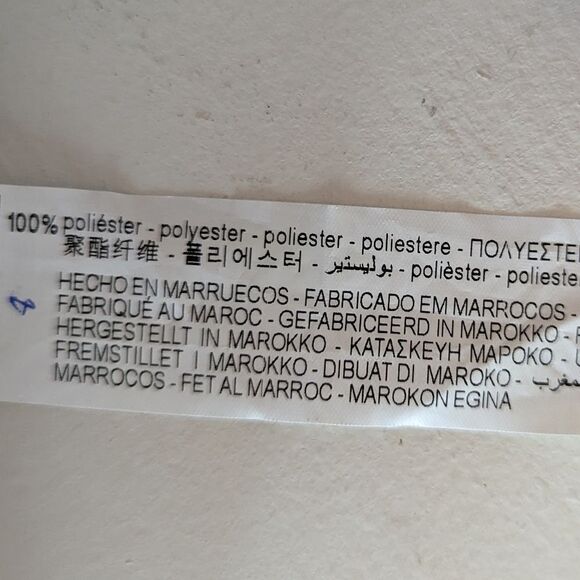 100% poliéster - polyester - poliester - poliestere - ΠΟΛΥΕΣΤΕΡ
聚酯纤维 - 폴리에스터 - بوليستير - polièster - polieste
HECHO EN MARRUECOS - FABRICADO EM MARROCOS -
FABRIQUÉ AU MAROC - GEFABRICEERD IN MAROKKO -
HERGESTELLT IN MAROKKO - ΚΑΤΑΣΚΕΥΗ ΜΑΡΟΚΟ -
FREMSTILLET I MAROKKO - DIBUAT DI MAROKO -
MARROCOS - FET AL MARROC - MAROKON EGINA